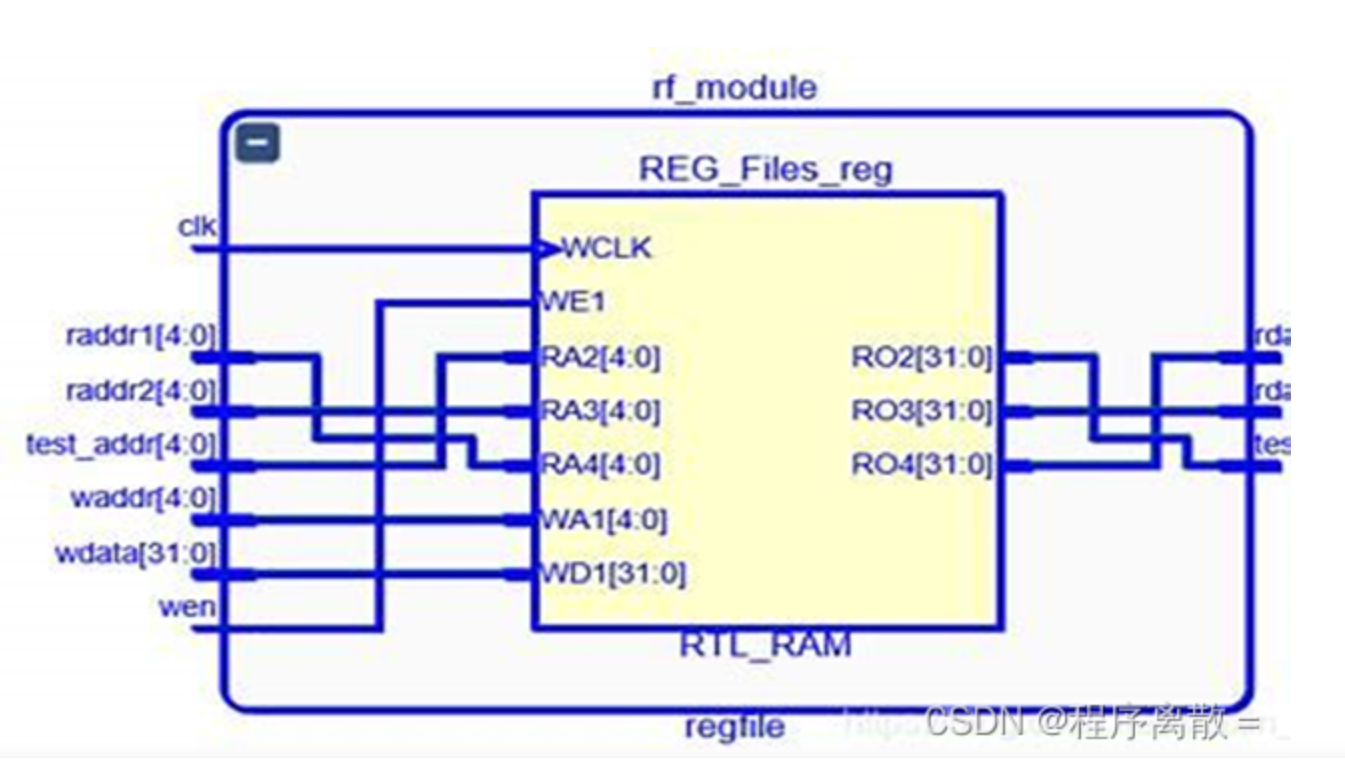 rf_module
REG_Files_reg
clk
WCLK
WE1
raddr1[4:0]
RA2[4:0]
RO2[31:0]
raddr2[4:0]
RA3[4:0]
RO3[31:0]
test_addr[4:0]
RA4[4:0]
RO4[31:0]
waddr[4:0]
WA1[4:0]
wdata[31:0]
WD1[31:0]
wen
RTL_RAM
regfile
CSDN @程序离散 =